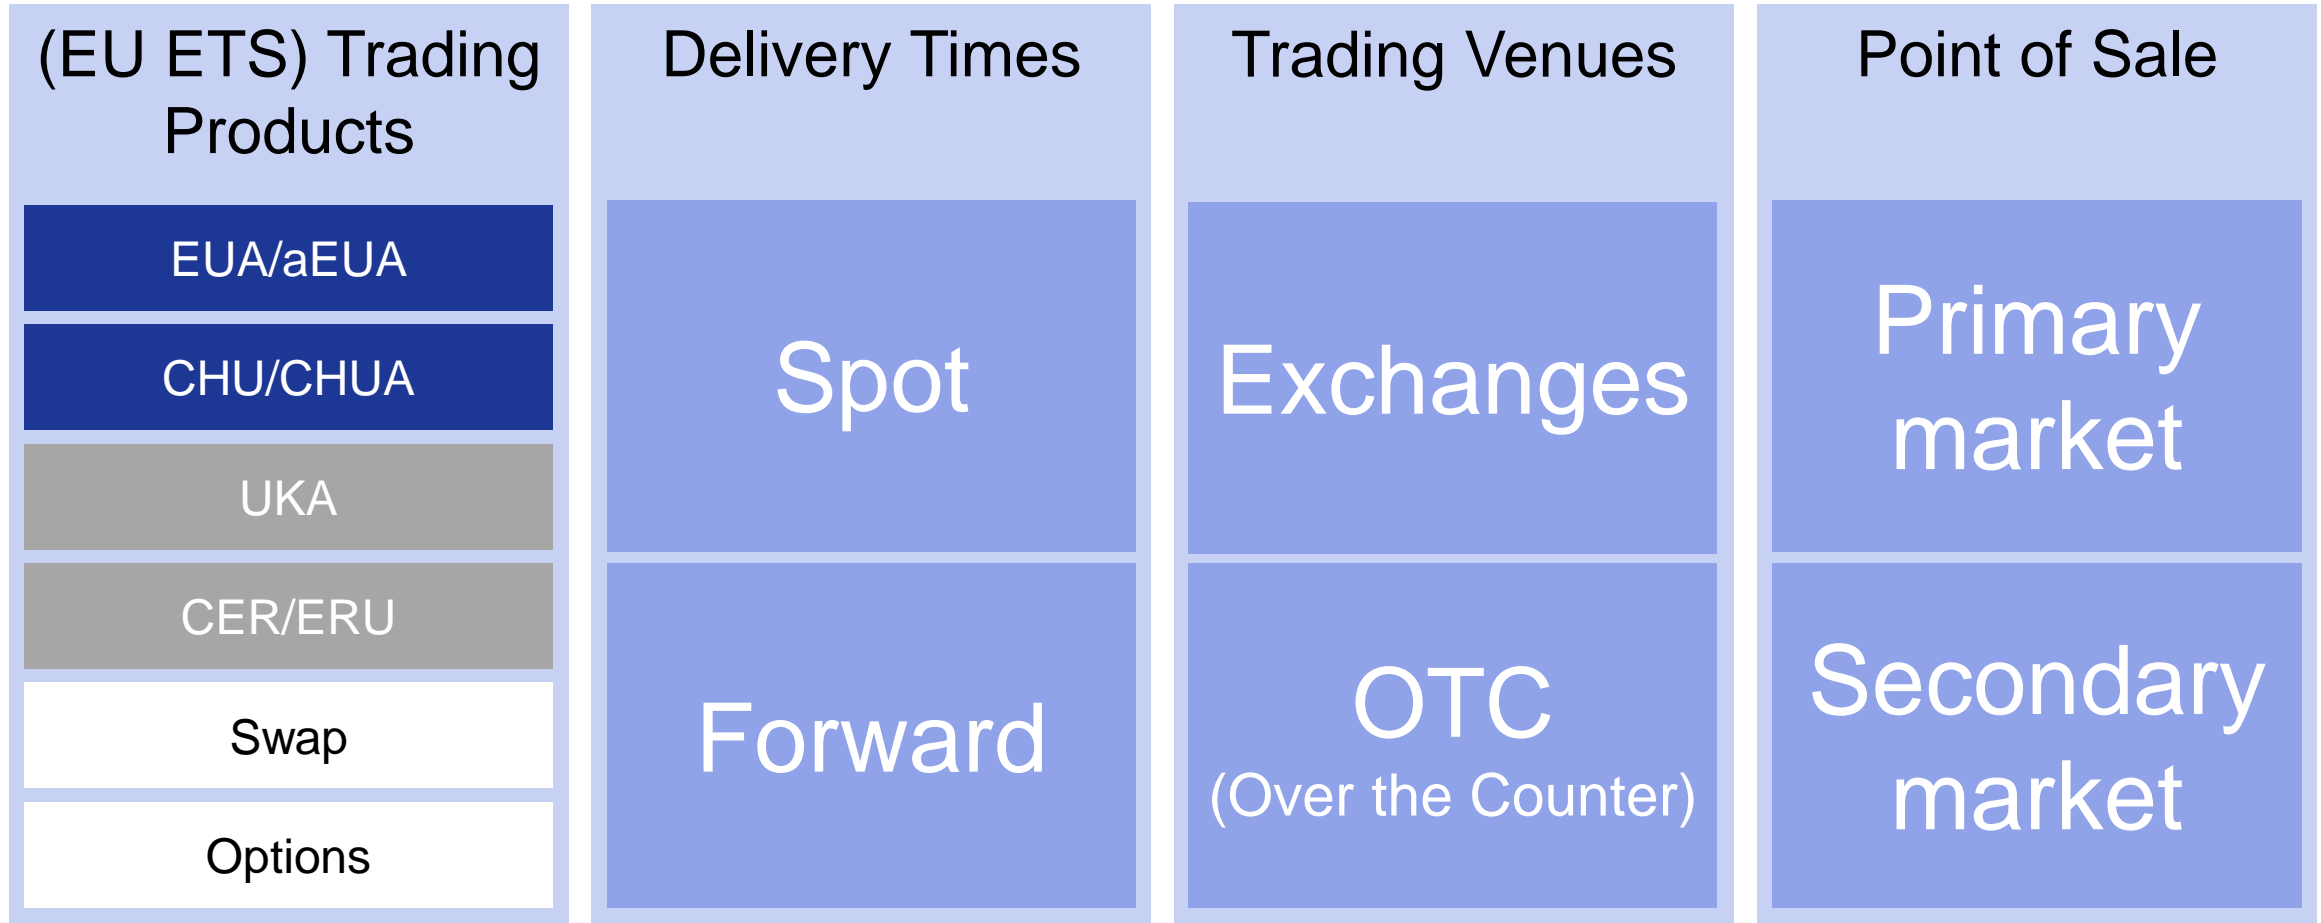 (EU ETS) Trading
Products
EUA/aEUA
CHU/CHUA
UKA
CER/ERU
Swap
Options
Delivery Times
Spot
Forward
Trading Venues
Exchanges
OTC
(Over the Counter)
Point of Sale
Primary
market
Secondary
market